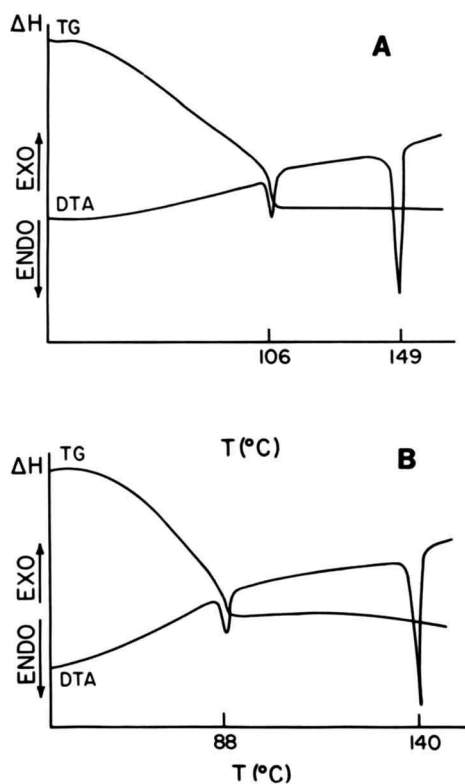 ΔH TG A
EXO
ENDO
DTA
106 149
T(°C)
ΔH TG B
EXO
ENDO
DTA
88 140
T(°C)